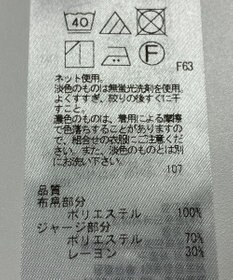 40
F
F63
ネット使用。
淡色のものは無蛍光洗剤を使用。
よくすすぎ、絞りの後すぐに干
すこと。
濃色のものは、着用による摩擦
で色落ちすることがありますの
で、組合せの衣服にご注意くださ
い。また、淡色のものとは別
にお洗い下さい。
107
品質
布帛部分
ポリエステル 100%
ジャージ部分
ポリエステル 70%
レーヨン 30%